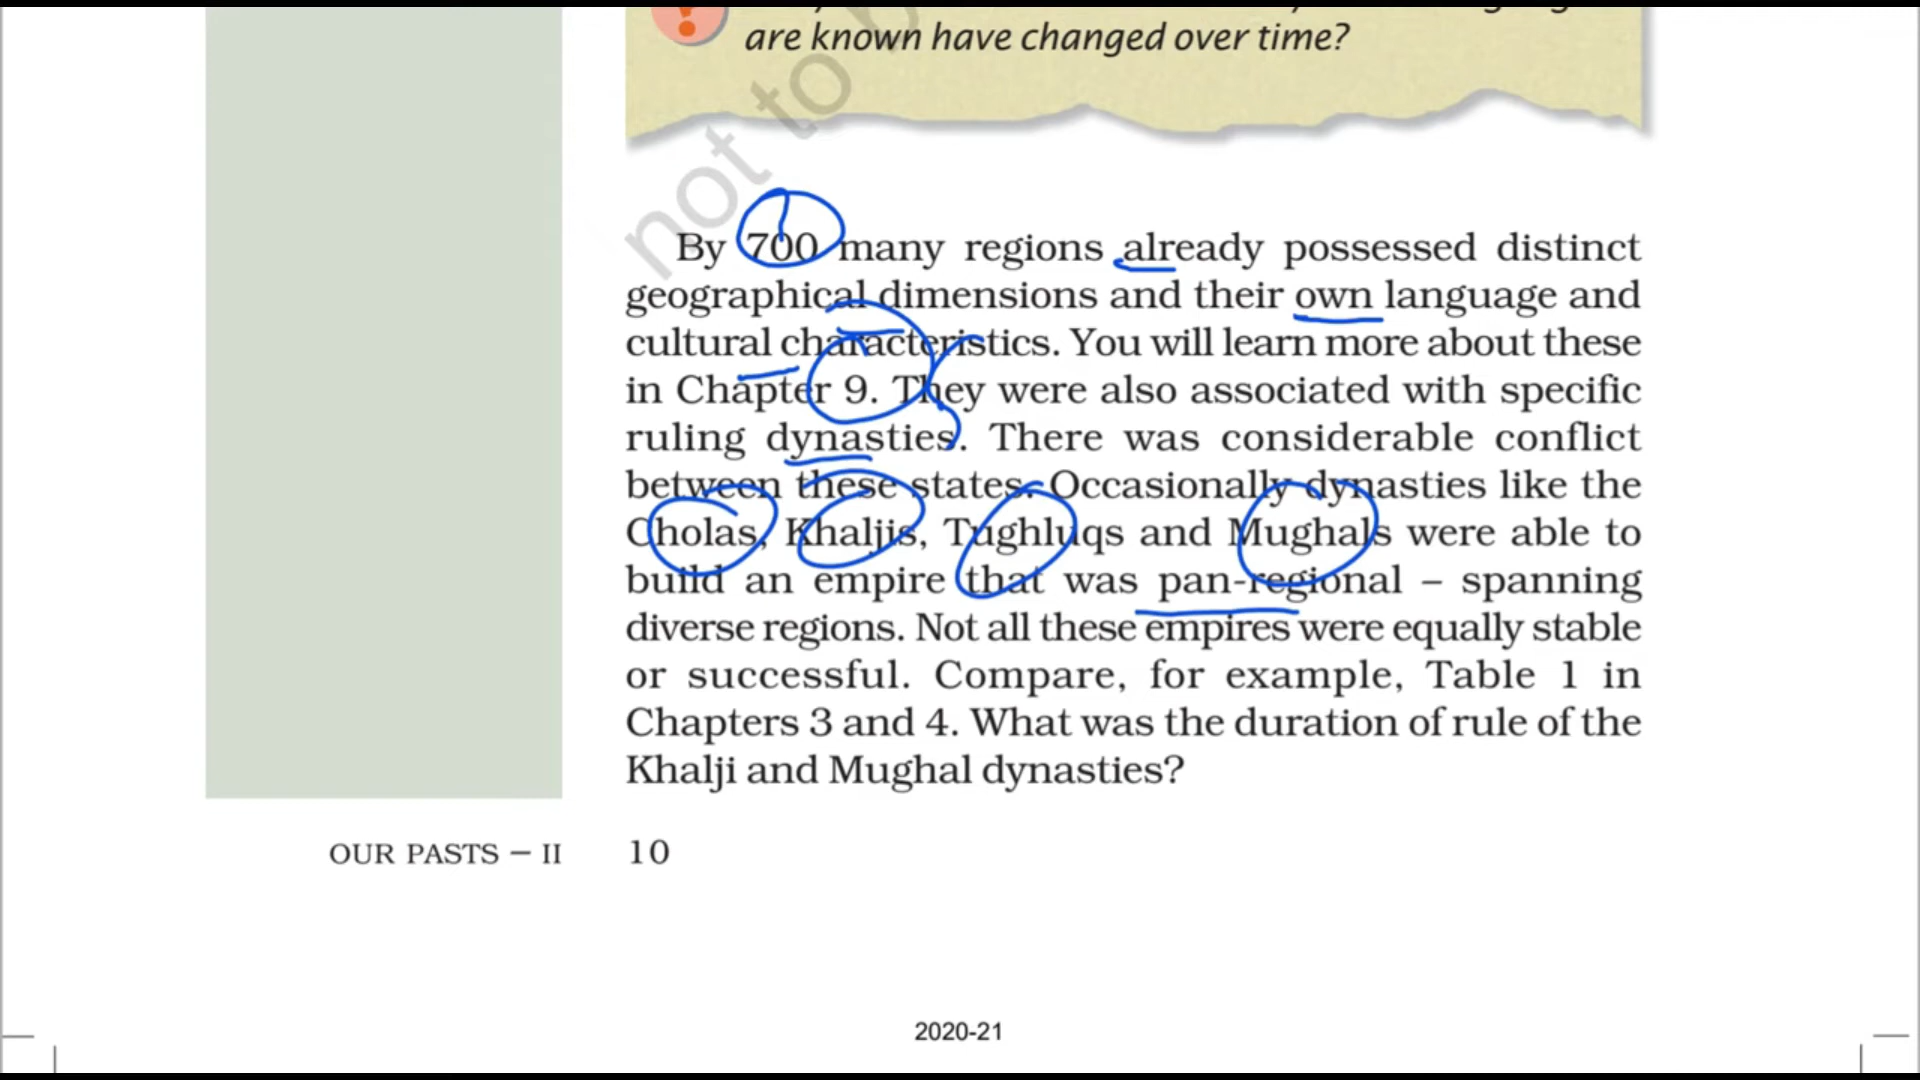 are known have changed over time?
not to
By 700 many regions already possessed distinct
geographical dimensions and their own language and
cultural characteristics. You will learn more about these
in Chapter 9. They were also associated with specific
ruling dynasties. There was considerable conflict
between these states. Occasionally dynasties like the
Cholas, Khaljis, Tughluqs and Mughals were able to
build an empire that was pan-regional – spanning
diverse regions. Not all these empires were equally stable
or successful. Compare, for example, Table 1 in
Chapters 3 and 4. What was the duration of rule of the
Khalji and Mughal dynasties?
OUR PASTS – II 10
2020-21